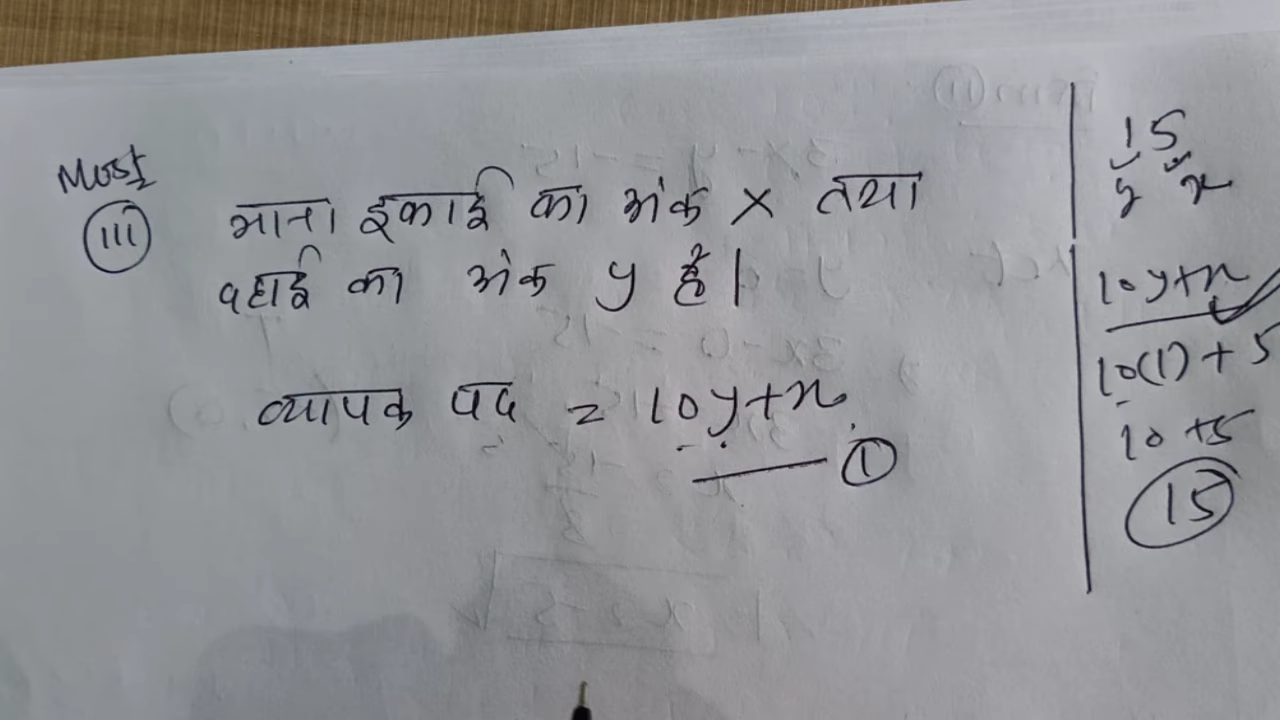 Most
(III) माना इकाई का अंक x तथा
दहाई का अंक y है।
व्यापक पद = 10y+x
—— ①
15
y x
10y+x
10(1)+5
10+5
15